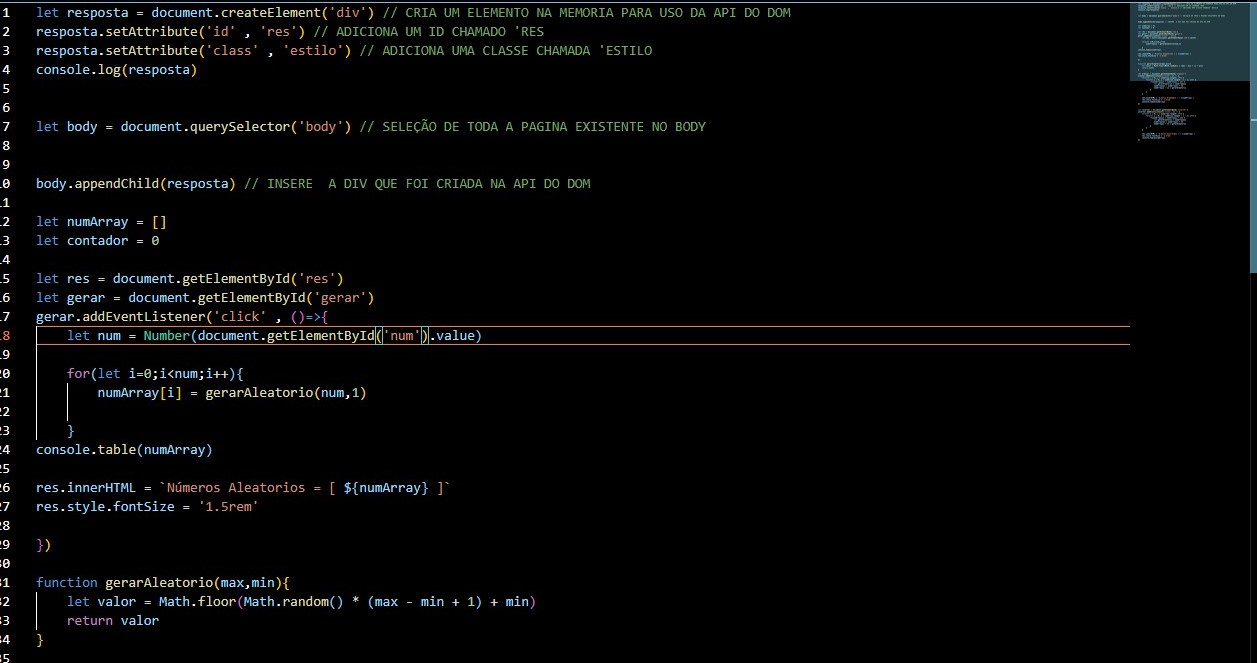 1 let resposta = document.createElement('div') // CRIA UM ELEMENTO NA MEMORIA PARA USO DA API DO DOM
2 resposta.setAttribute('id' , 'res') // ADICIONA UM ID CHAMADO 'RES
3 resposta.setAttribute('class' , 'estilo') // ADICIONA UMA CLASSE CHAMADA 'ESTILO
4 console.log(resposta)
5
6
7 let body = document.querySelector('body') // SELEÇÃO DE TODA A PAGINA EXISTENTE NO BODY
8
9
10 body.appendChild(resposta) // INSERE  A DIV QUE FOI CRIADA NA API DO DOM
11
12 let numArray = []
13 let contador = 0
14
15 let res = document.getElementById('res')
16 let gerar = document.getElementById('gerar')
17 gerar.addEventListener('click' , ()=>{
18     let num = Number(document.getElementById('num').value)
19
20     for(let i=0;i<num;i++){
21         numArray[i] = gerarAleatorio(num,1)
22
23     }
24 console.table(numArray)
25
26 res.innerHTML = `Números Aleatorios = [ ${numArray} ]`
27 res.style.fontSize = '1.5rem'
28
29 })
30
31 function gerarAleatorio(max,min){
32     let valor = Math.floor(Math.random() * (max - min + 1) + min)
33     return valor
34 }
35